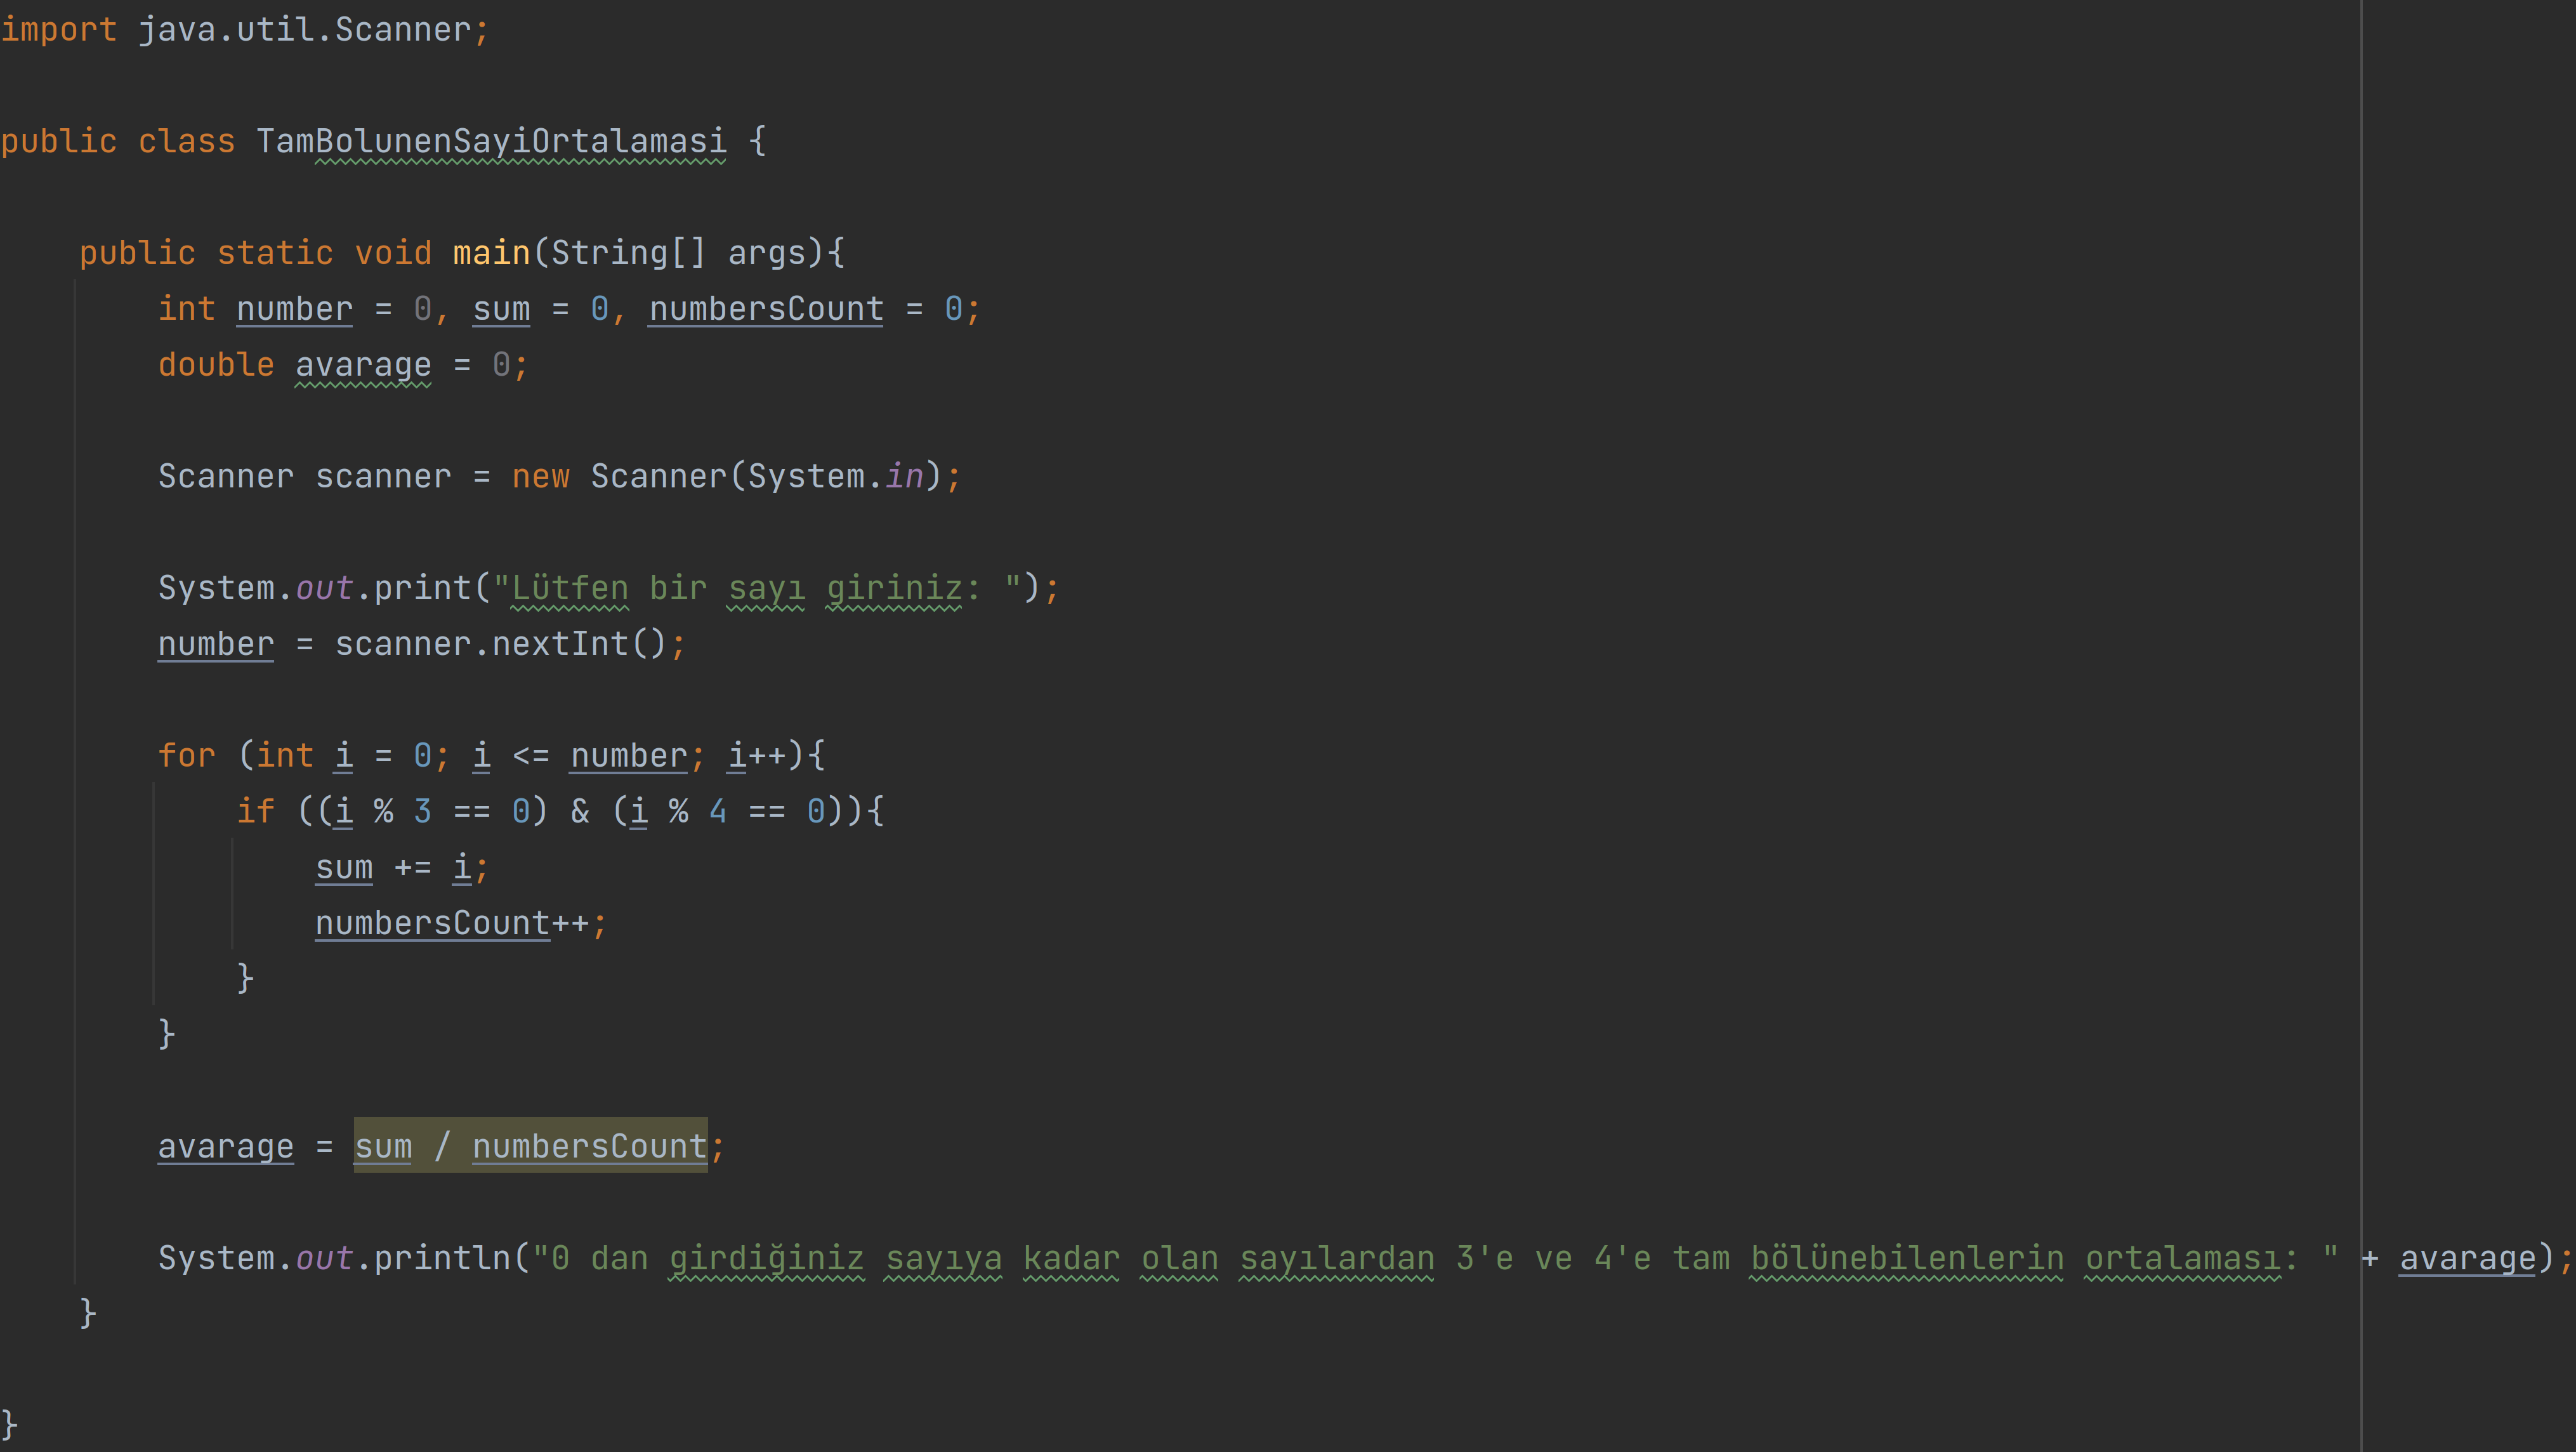 import java.util.Scanner;
public class TamBolunenSayiOrtalamasi {
public static void main(String[] args){
int number = 0, sum = 0, numbersCount = 0;
double avarage = 0;
Scanner scanner = new Scanner(System.in);
System.out.print("Lütfen bir sayı giriniz: ");
number = scanner.nextInt();
for (int i = 0; i <= number; i++){
if ((i % 3 == 0) & (i % 4 == 0)){
sum += i;
numbersCount++;
}
}
avarage = sum / numbersCount;
System.out.println("0 dan girdiğiniz sayıya kadar olan sayılardan 3'e ve 4'e tam bölünebilenlerin ortalaması: " + avarage);
}
}